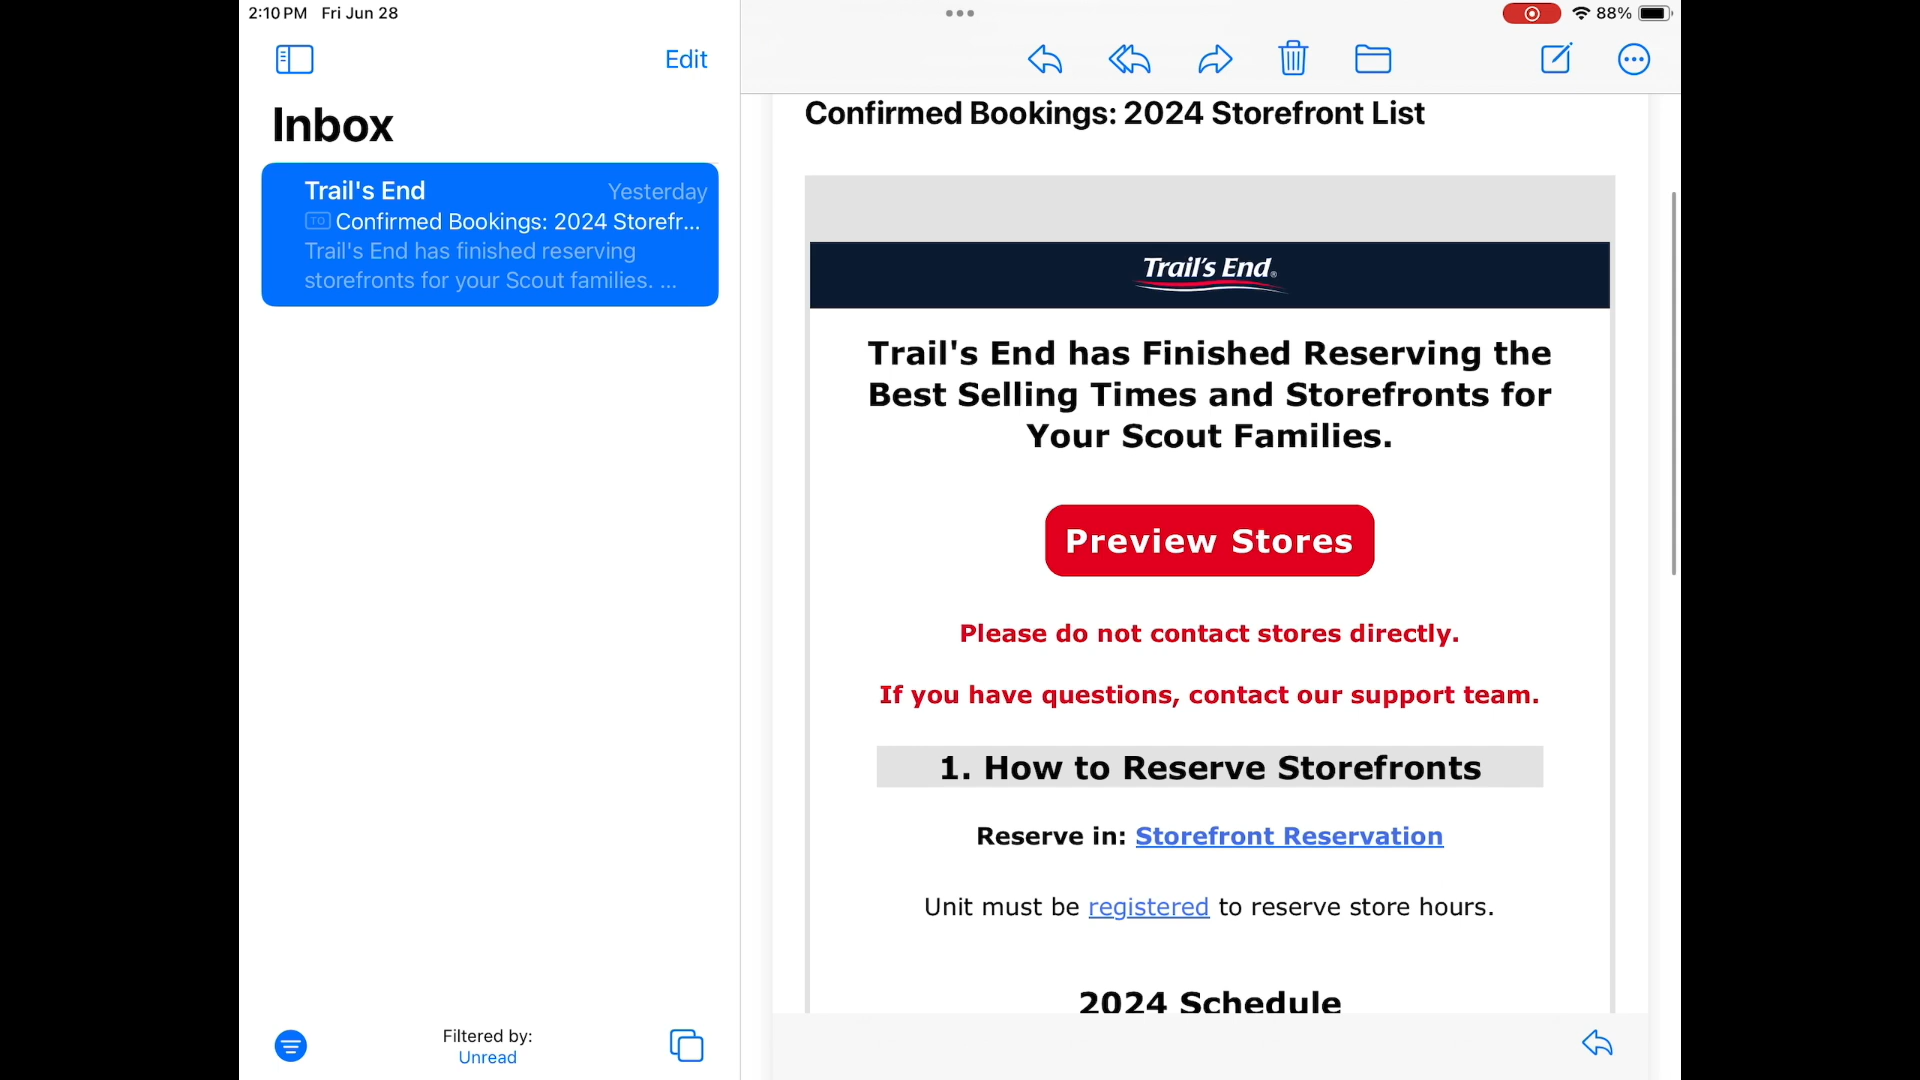 2:10 PM Fri Jun 28
88%
Edit
Inbox
Trail's End Yesterday
TO Confirmed Bookings: 2024 Storefr...
Trail's End has finished reserving
storefronts for your Scout families. ...
Filtered by:
Unread
Confirmed Bookings: 2024 Storefront List
Trail's End®
Trail's End has Finished Reserving the
Best Selling Times and Storefronts for
Your Scout Families.
Preview Stores
Please do not contact stores directly.
If you have questions, contact our support team.
1. How to Reserve Storefronts
Reserve in: Storefront Reservation
Unit must be registered to reserve store hours.
2024 Schedule